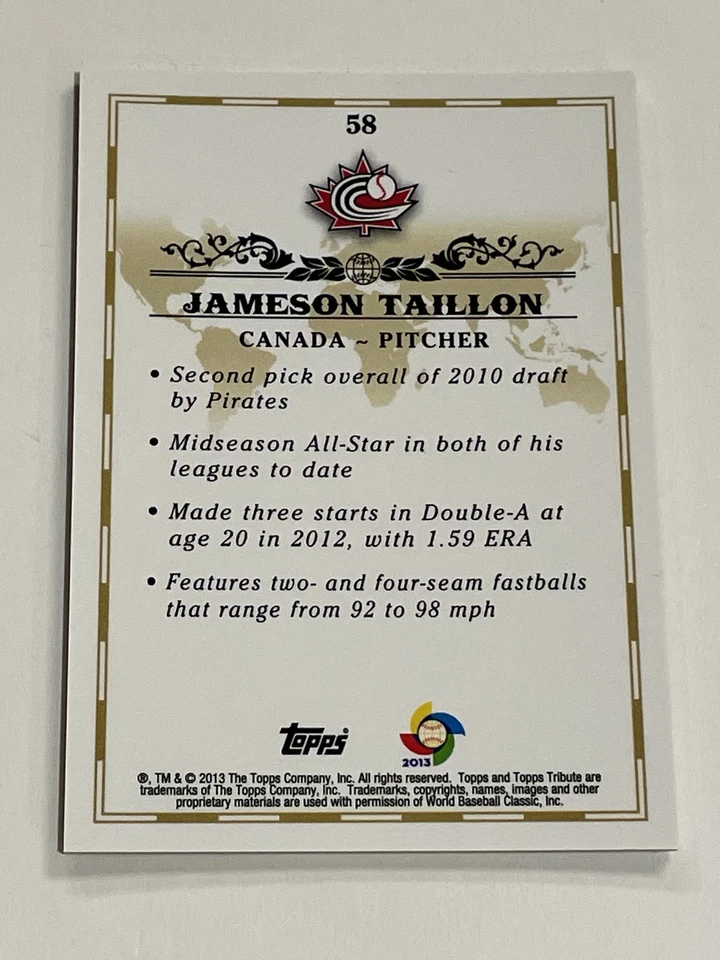 58
JAMESON TAILLON
CANADA ~ PITCHER
• Second pick overall of 2010 draft
by Pirates
• Midseason All-Star in both of his
leagues to date
• Made three starts in Double-A at
age 20 in 2012, with 1.59 ERA
• Features two- and four-seam fastballs
that range from 92 to 98 mph
topps
2013
®, TM & © 2013 The Topps Company, Inc. All rights reserved. Topps and Topps Tribute are
trademarks of The Topps Company, Inc. Trademarks, copyrights, names, images and other
proprietary materials are used with permission of World Baseball Classic, Inc.